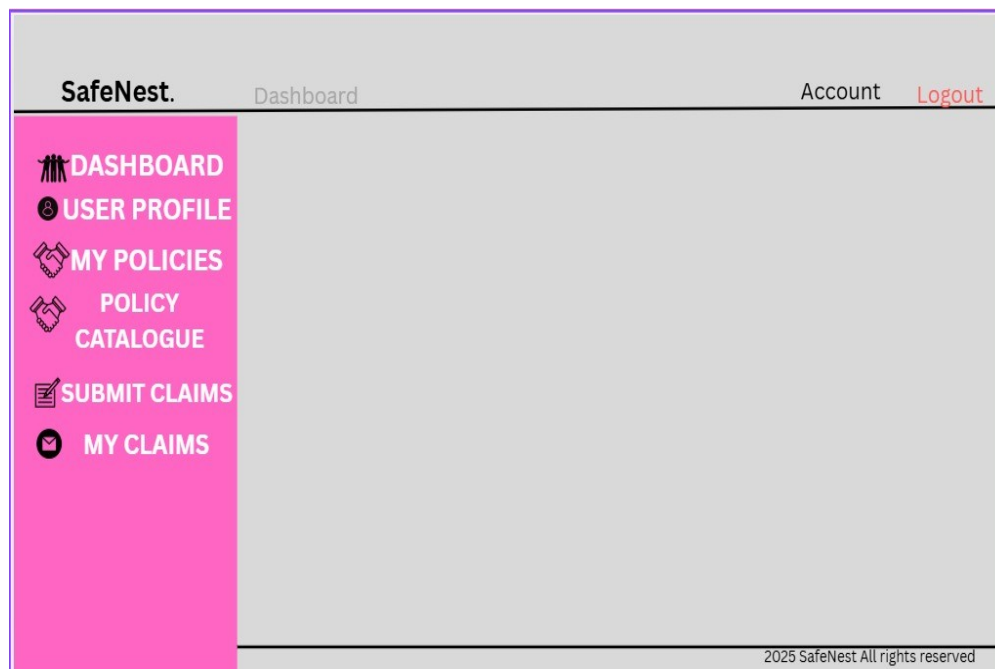 SafeNest.
Dashboard
Account
Logout
DASHBOARD
USER PROFILE
MY POLICIES
POLICY
CATALOGUE
SUBMIT CLAIMS
MY CLAIMS
2025 SafeNest All rights reserved